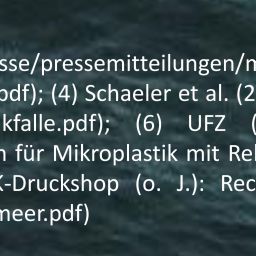 sse/pressemitteilungen/m
pdf); (4) Schaeler et al. (2
kfalle.pdf); (6) UFZ (
n für Mikroplastik mit Rel
K-Druckshop (o. J.): Rec
meer.pdf)